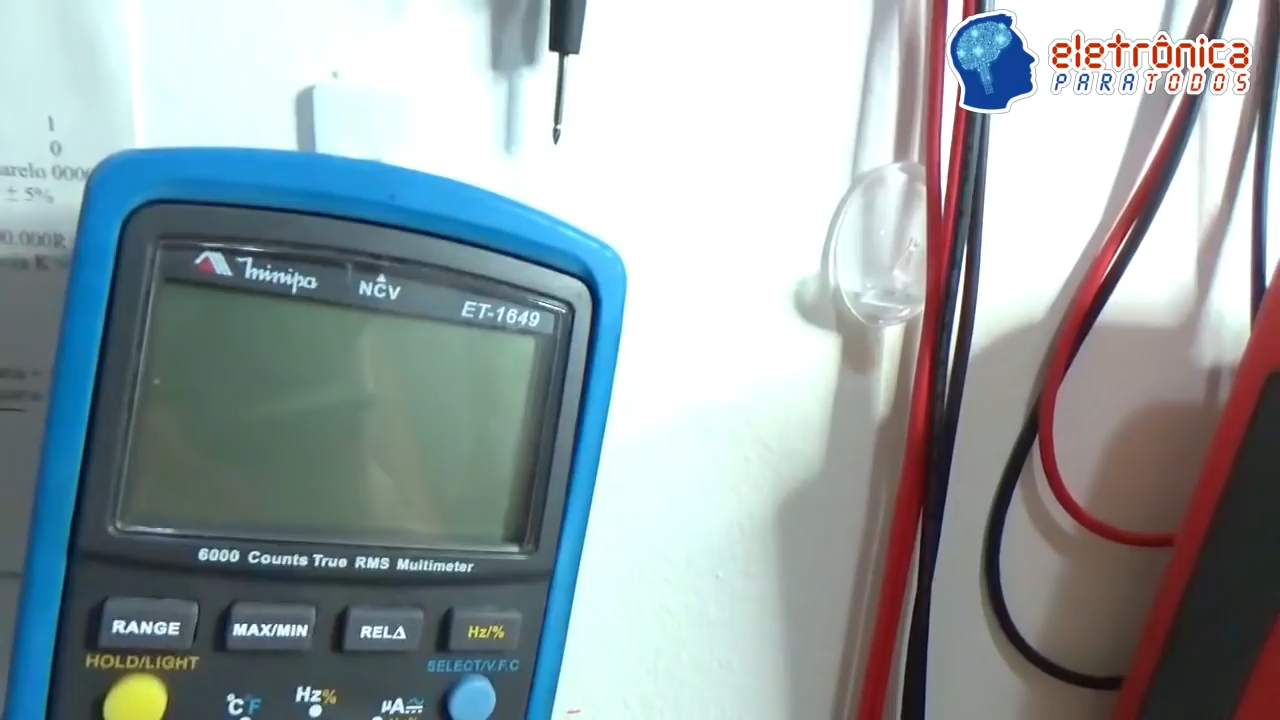 eletrônica
PARATODOS
1
0
arelo
± 5%
minipa
NCV
ET-1649
6000 Counts True RMS Multimeter
RANGE
MAX/MIN
REL∆
Hz/%
HOLD/LIGHT
SELECT/V.F.C
°C°F
Hz%
µA